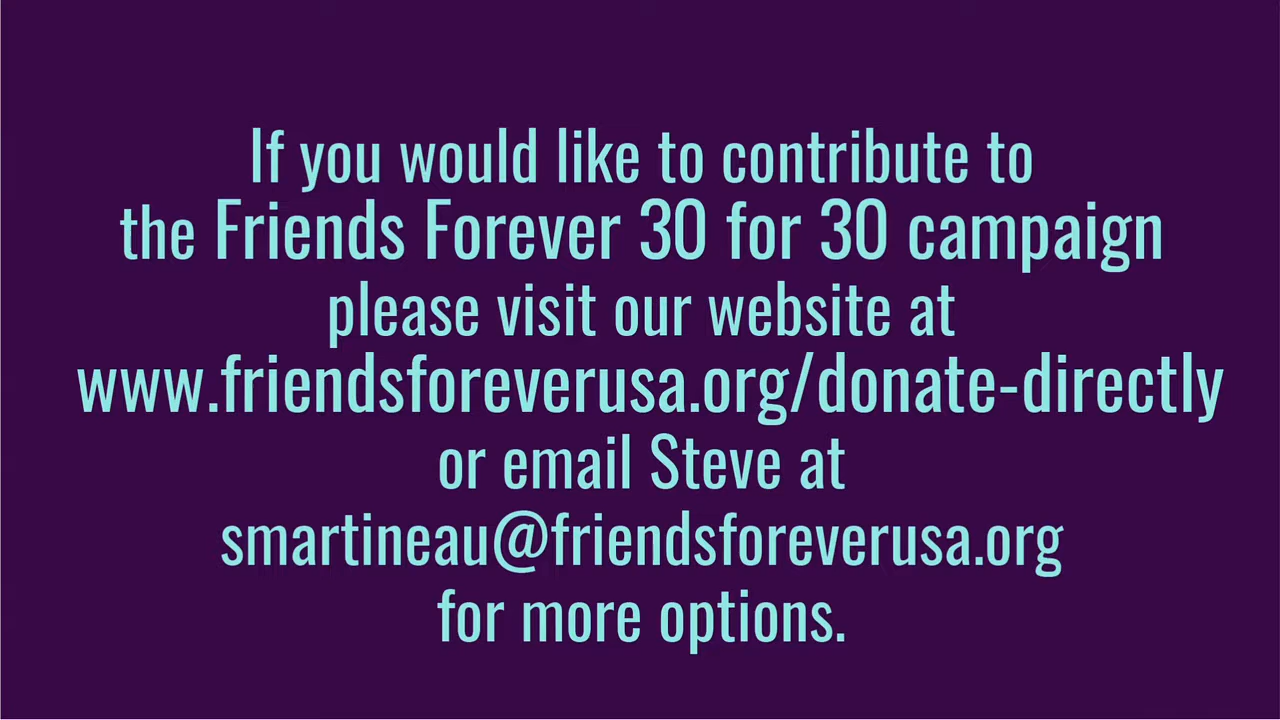 If you would like to contribute to
the Friends Forever 30 for 30 campaign
please visit our website at
www.friendsforeverusa.org/donate-directly
or email Steve at
smartineau@friendsforeverusa.org
for more options.